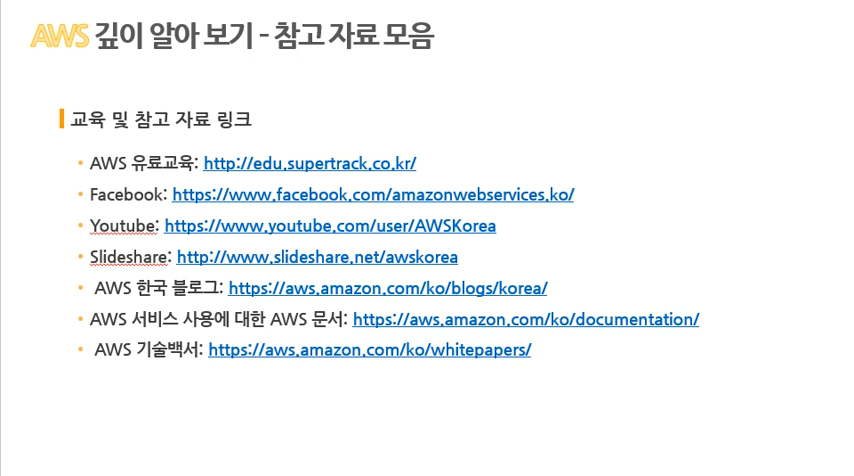 AWS 깊이 알아 보기 - 참고 자료 모음
교육 및 참고 자료 링크
• AWS 유료교육: http://edu.supertrack.co.kr/
• Facebook: https://www.facebook.com/amazonwebservices.ko/
• Youtube: https://www.youtube.com/user/AWSKorea
• Slideshare: http://www.slideshare.net/awskorea
• AWS 한국 블로그: https://aws.amazon.com/ko/blogs/korea/
• AWS 서비스 사용에 대한 AWS 문서: https://aws.amazon.com/ko/documentation/
• AWS 기술백서: https://aws.amazon.com/ko/whitepapers/